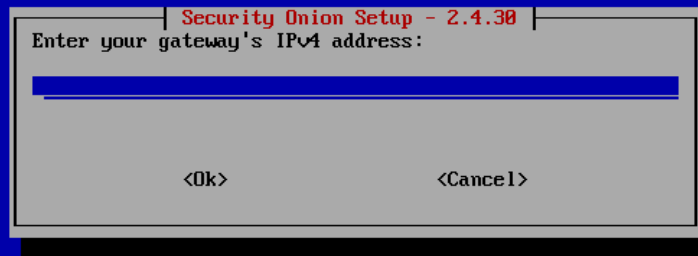 Security Onion Setup - 2.4.30
Enter your gateway's IPv4 address:
<Ok> <Cancel>